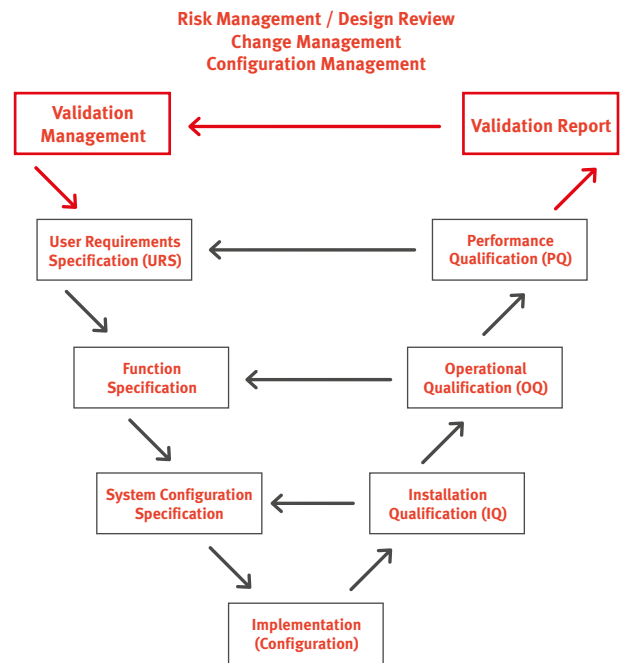 Risk Management / Design Review
Change Management
Configuration Management
Validation
Management
Validation Report
User Requirements
Specification (URS)
Performance
Qualification (PQ)
Function
Specification
Operational
Qualification (OQ)
System Configuration
Specification
Installation
Qualification (IQ)
Implementation
(Configuration)